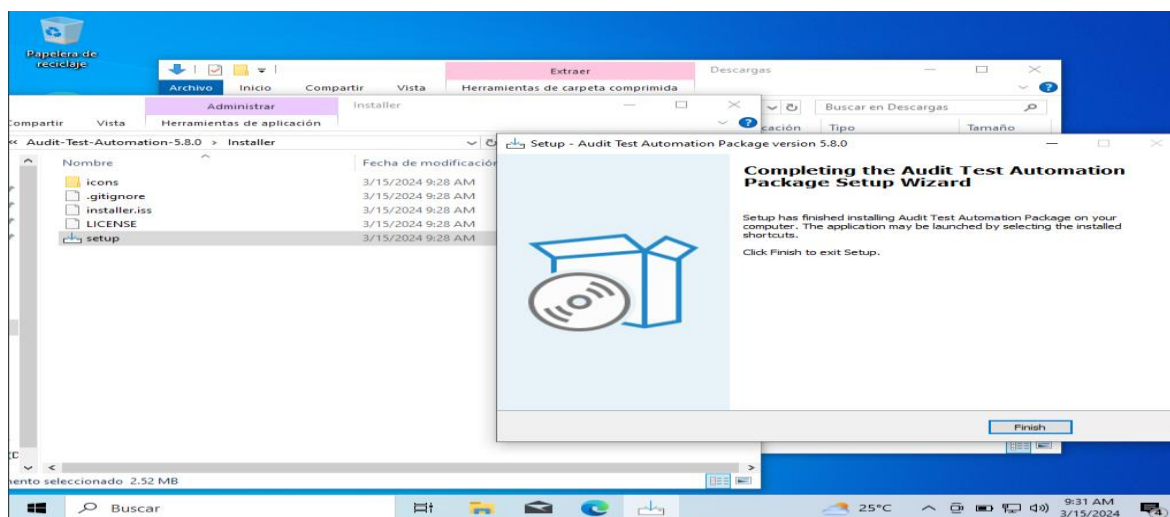 Papelera de
reciclaje
Extraer
Descargas
Archivo Inicio Compartir Vista Herramientas de carpeta comprimida
Administrar
Installer
Compartir Vista Herramientas de aplicación
Buscar en Descargas
Tipo Tamaño
« Audit-Test-Automation-5.8.0 > Installer
Nombre Fecha de modificación
icons 3/15/2024 9:28 AM
.gitignore 3/15/2024 9:28 AM
installer.iss 3/15/2024 9:28 AM
LICENSE 3/15/2024 9:28 AM
setup 3/15/2024 9:28 AM
Setup - Audit Test Automation Package version 5.8.0
Completing the Audit Test Automation
Package Setup Wizard
Setup has finished installing Audit Test Automation Package on your
computer. The application may be launched by selecting the installed
shortcuts.
Click Finish to exit Setup.
Finish
seleccionado 2.52 MB
Buscar
25°C
9:31 AM
3/15/2024
4